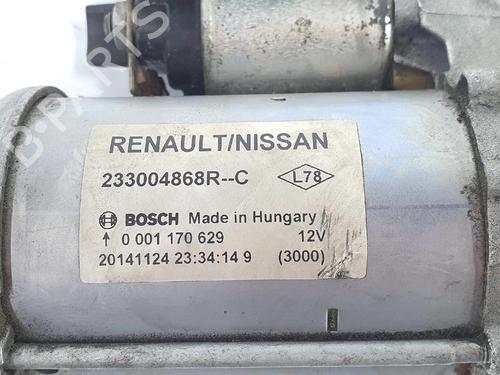 RENAULT/NISSAN
233004868R--C
L78
BOSCH Made in Hungary
↑ 0 001 170 629 12V
20141124 23:34:14 9 (3000)
B-PARTS